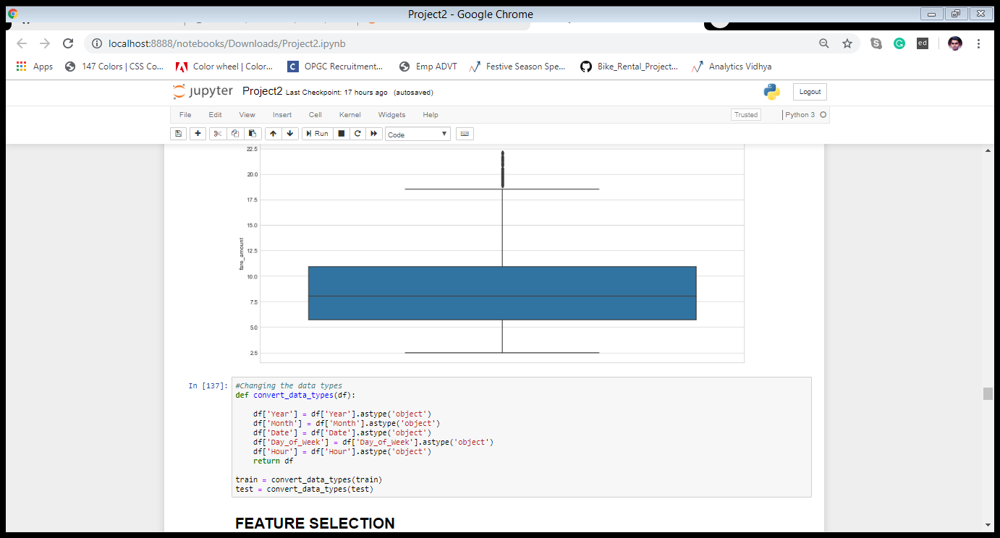 Project2 - Google Chrome
localhost:8888/notebooks/Downloads/Project2.ipynb
ed
Apps 147 Colors | CSS Co... Color wheel | Color... C OPGC Recruitment... Emp ADVT Festive Season Spe... Bike_Rental_Project... Analytics Vidhya
jupyter Project2 Last Checkpoint: 17 hours ago (autosaved) Logout
File Edit View Insert Cell Kernel Widgets Help Trusted Python 3
Run Code
22.5
20.0
17.5
15.0
12.5
fare_amount
10.0
7.5
5.0
2.5
In [137]: #Changing the data types
def convert_data_types(df):
df['Year'] = df['Year'].astype('object')
df['Month'] = df['Month'].astype('object')
df['Date'] = df['Date'].astype('object')
df['Day_of_Week'] = df['Day_of_Week'].astype('object')
df['Hour'] = df['Hour'].astype('object')
return df
train = convert_data_types(train)
test = convert_data_types(test)
FEATURE SELECTION